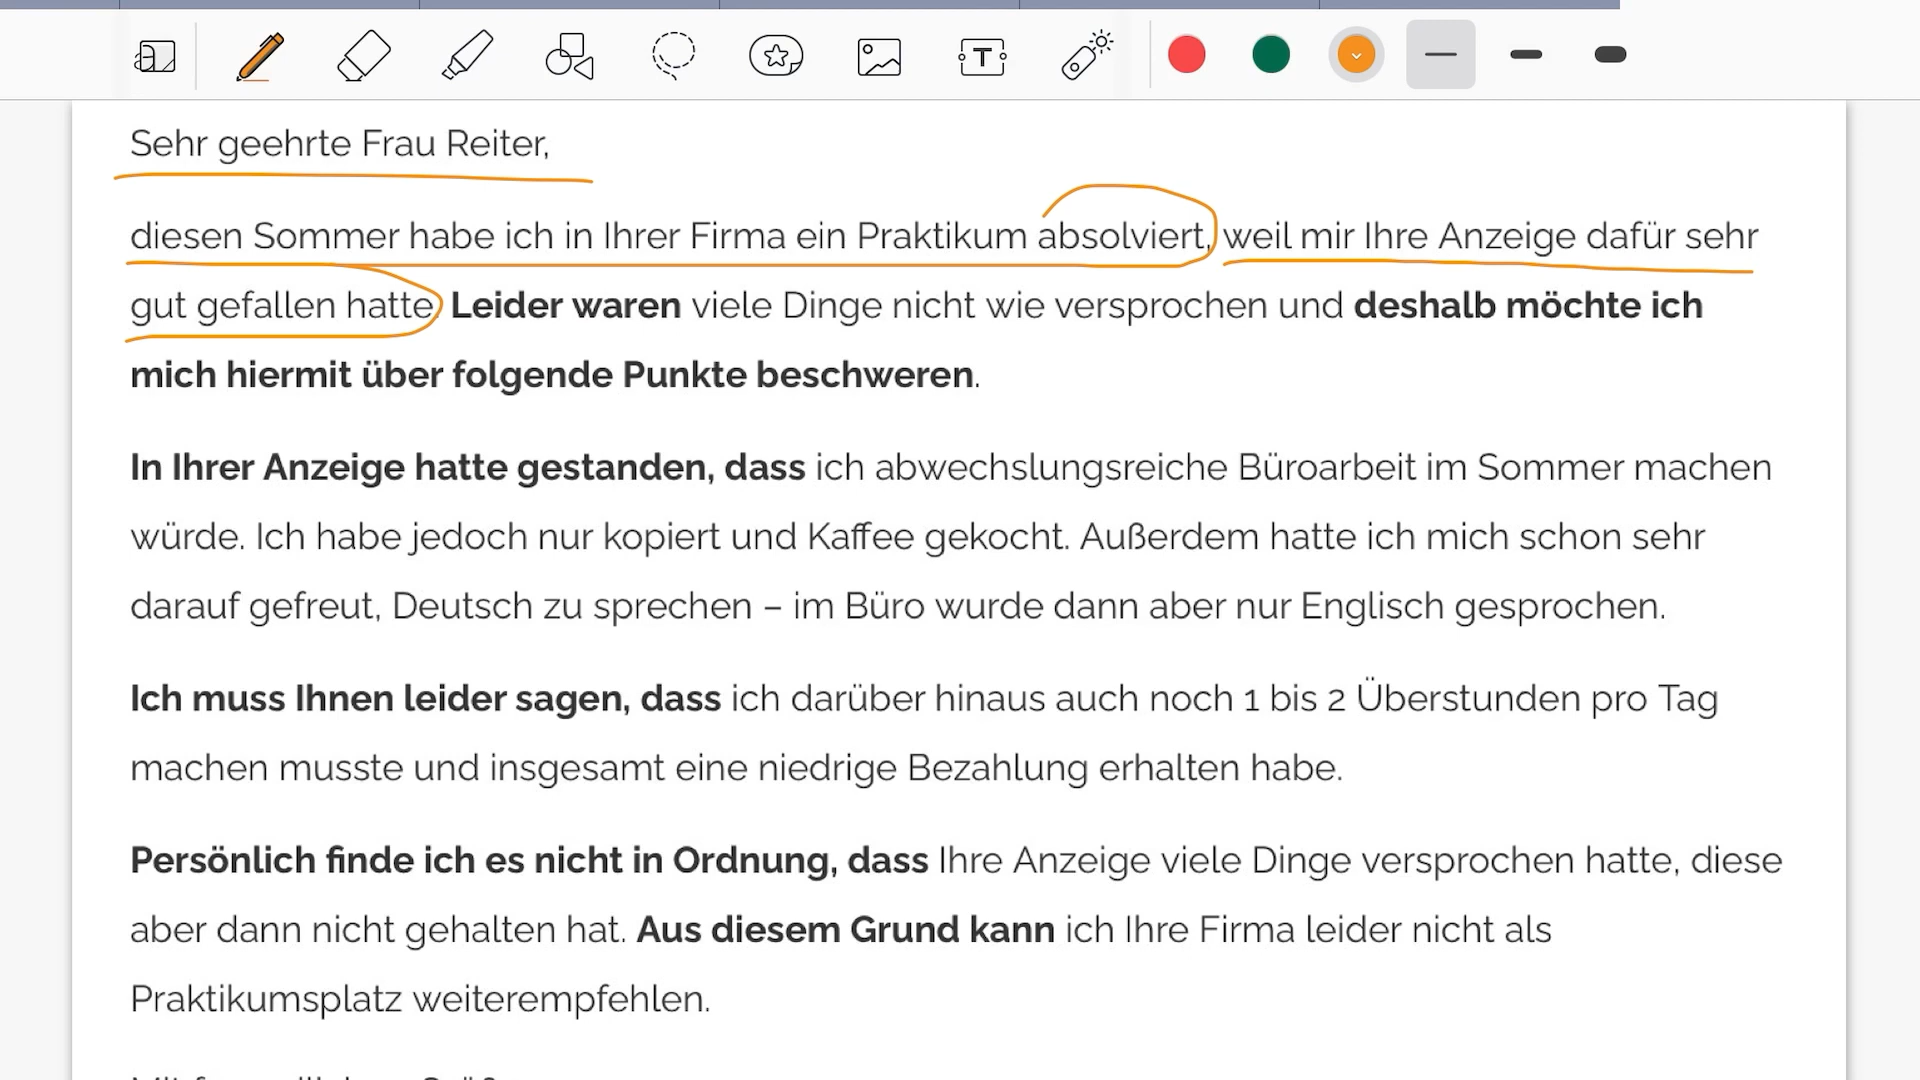 Sehr geehrte Frau Reiter,
diesen Sommer habe ich in Ihrer Firma ein Praktikum absolviert, weil mir Ihre Anzeige dafür sehr
gut gefallen hatte. Leider waren viele Dinge nicht wie versprochen und deshalb möchte ich
mich hiermit über folgende Punkte beschweren.
In Ihrer Anzeige hatte gestanden, dass ich abwechslungsreiche Büroarbeit im Sommer machen
würde. Ich habe jedoch nur kopiert und Kaffee gekocht. Außerdem hatte ich mich schon sehr
darauf gefreut, Deutsch zu sprechen – im Büro wurde dann aber nur Englisch gesprochen.
Ich muss Ihnen leider sagen, dass ich darüber hinaus auch noch 1 bis 2 Überstunden pro Tag
machen musste und insgesamt eine niedrige Bezahlung erhalten habe.
Persönlich finde ich es nicht in Ordnung, dass Ihre Anzeige viele Dinge versprochen hatte, diese
aber dann nicht gehalten hat. Aus diesem Grund kann ich Ihre Firma leider nicht als
Praktikumsplatz weiterempfehlen.